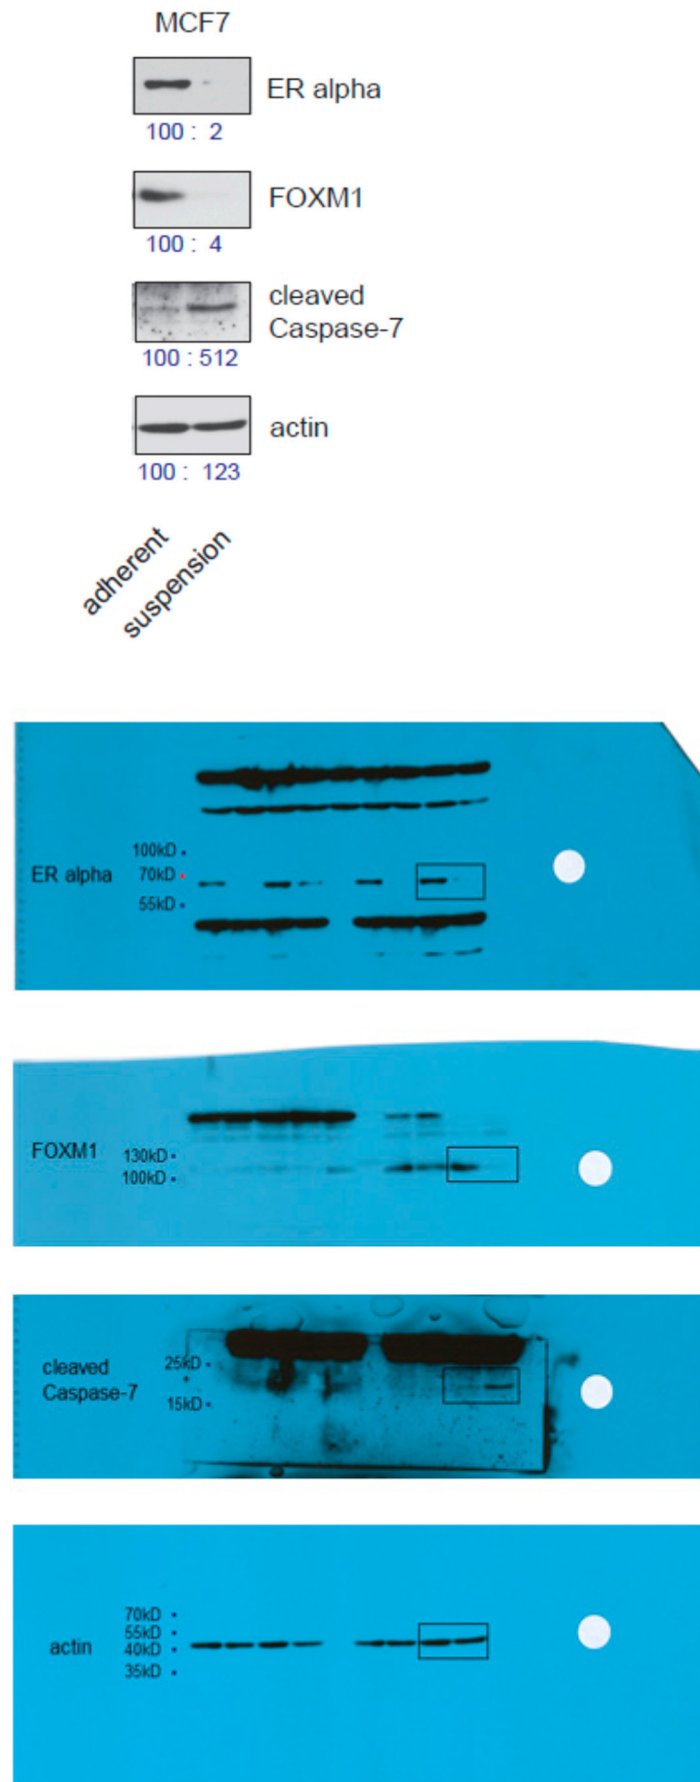 MCF7
ER alpha
100 : 2
FOXM1
100 : 4
cleaved
Caspase-7
100 : 512
actin
100 : 123
adherent
suspension
100kD
ER alpha
70kD
55kD
FOXM1
130kD
100kD
cleaved
Caspase-7
25kD
15kD
70kD
55kD
actin
40kD
35kD